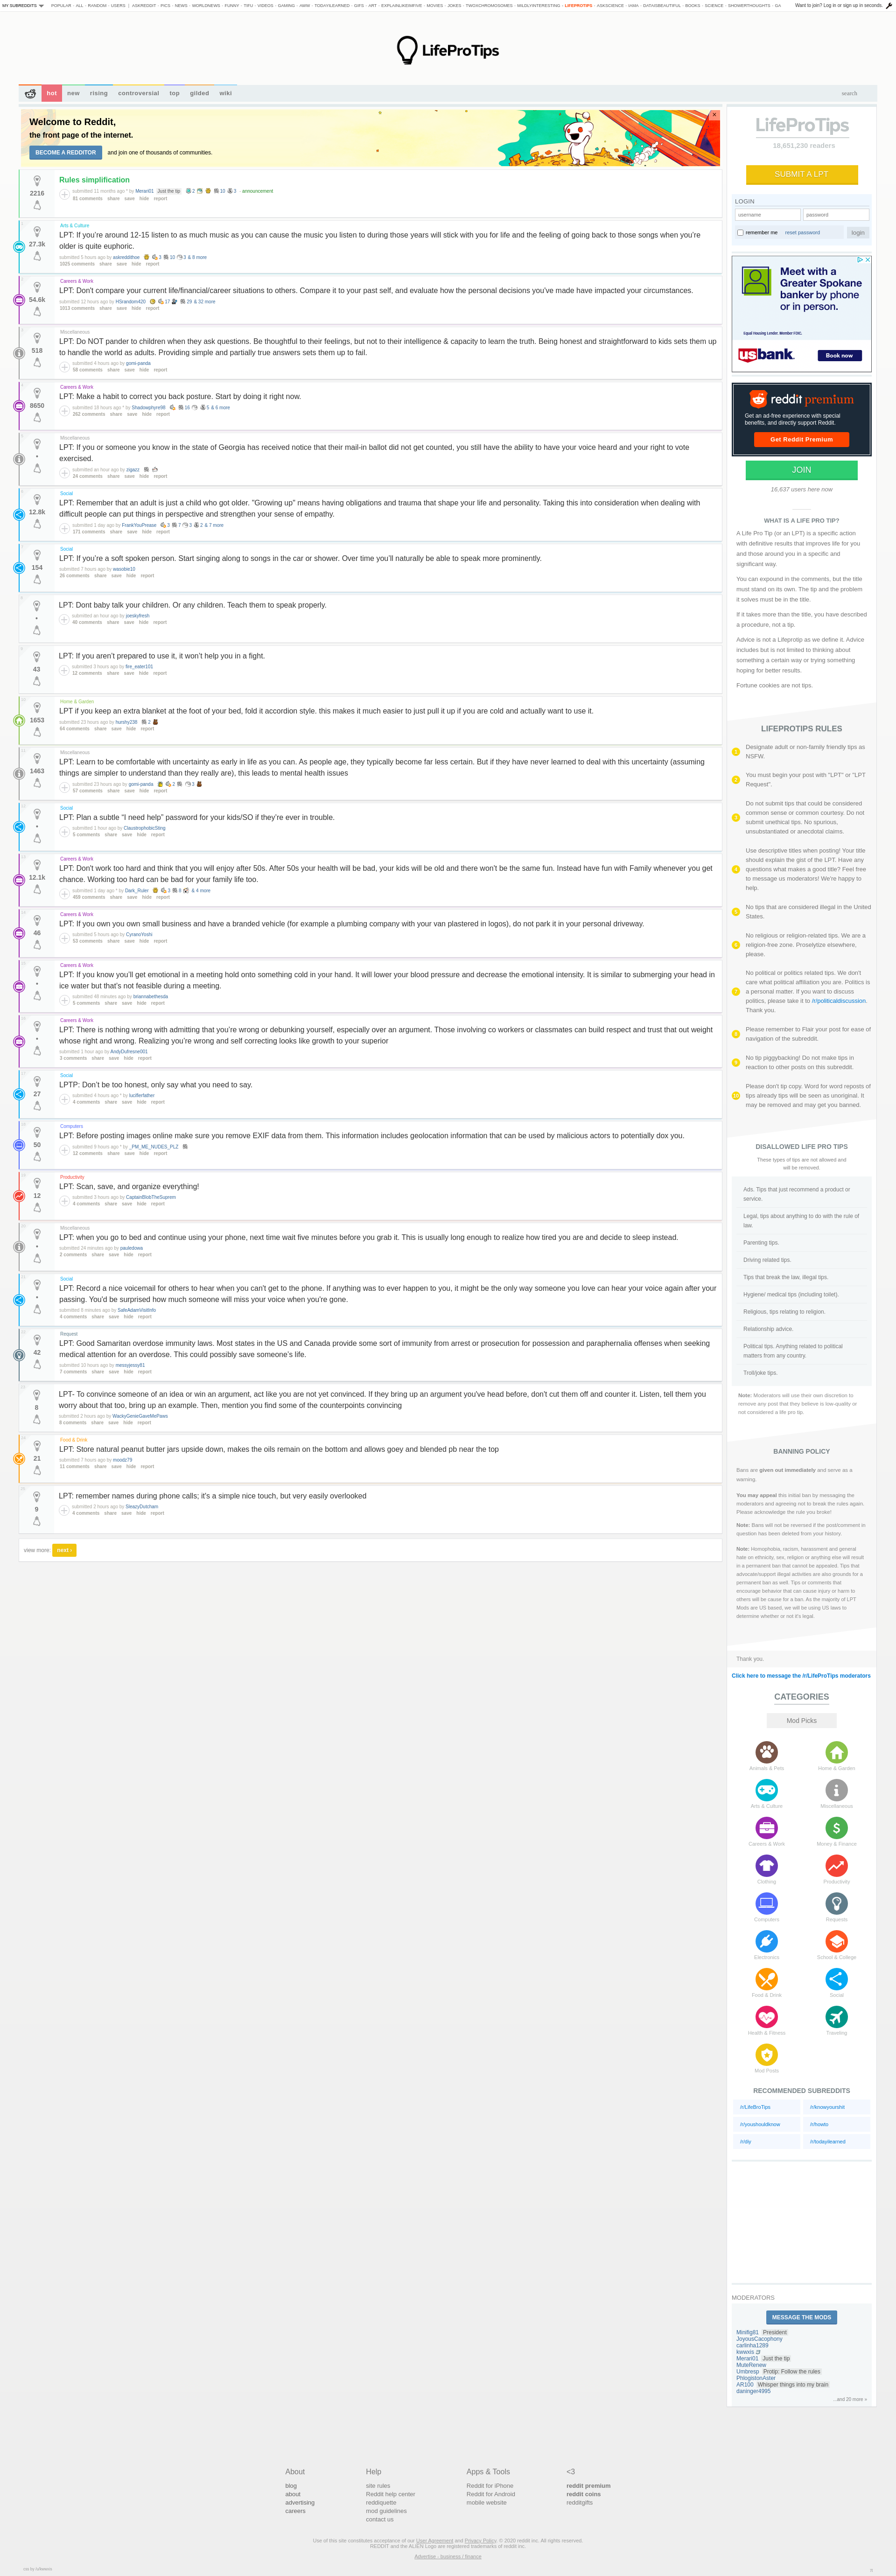 MY SUBREDDITS POPULAR - ALL - RANDOM - USERS | ASKREDDIT - PICS - NEWS - WORLDNEWS - FUNNY - TIFU - VIDEOS - GAMING - AWW - TODAYILEARNED - GIFS - ART - EXPLAINLIKEIMFIVE - MOVIES - JOKES - TWOXCHROMOSOMES - MILDLYINTERESTING - LIFEPROTIPS - ASKSCIENCE - IAMA - DATAISBEAUTIFUL - BOOKS - SCIENCE - SHOWERTHOUGHTS - GA Want to join? Log in or sign up in seconds.
LifeProTips
hot new rising controversial top gilded wiki search
Welcome to Reddit,
the front page of the internet.
BECOME A REDDITOR and join one of thousands of communities.
2216
Rules simplification
submitted 11 months ago * by Merari01 Just the tip 2 10 3 - announcement
81 comments share save hide report
27.3k
Arts & Culture
LPT: If you're around 12-15 listen to as much music as you can cause the music you listen to during those years will stick with you for life and the feeling of going back to those songs when you're
older is quite euphoric.
submitted 5 hours ago by askreddithoe 3 10 3 & 8 more
1025 comments share save hide report
54.6k
Careers & Work
LPT: Don't compare your current life/financial/career situations to others. Compare it to your past self, and evaluate how the personal decisions you've made have impacted your circumstances.
submitted 12 hours ago by HSrandom420 17 29 & 32 more
1013 comments share save hide report
518
Miscellaneous
LPT: Do NOT pander to children when they ask questions. Be thoughtful to their feelings, but not to their intelligence & capacity to learn the truth. Being honest and straightforward to kids sets them up
to handle the world as adults. Providing simple and partially true answers sets them up to fail.
submitted 4 hours ago by gomi-panda
58 comments share save hide report
8650
Careers & Work
LPT: Make a habit to correct you back posture. Start by doing it right now.
submitted 18 hours ago * by Shadowphyre98 16 5 & 6 more
262 comments share save hide report
Miscellaneous
LPT: If you or someone you know in the state of Georgia has received notice that their mail-in ballot did not get counted, you still have the ability to have your voice heard and your right to vote
exercised.
submitted an hour ago by zigazz
24 comments share save hide report
12.8k
Social
LPT: Remember that an adult is just a child who got older. "Growing up" means having obligations and trauma that shape your life and personality. Taking this into consideration when dealing with
difficult people can put things in perspective and strengthen your sense of empathy.
submitted 1 day ago by FrankYouPrease 3 7 3 2 & 7 more
171 comments share save hide report
154
Social
LPT: If you're a soft spoken person. Start singing along to songs in the car or shower. Over time you'll naturally be able to speak more prominently.
submitted 7 hours ago by wasobie10
26 comments share save hide report
LPT: Dont baby talk your children. Or any children. Teach them to speak properly.
submitted an hour ago by joeskyfresh
40 comments share save hide report
43
LPT: If you aren't prepared to use it, it won't help you in a fight.
submitted 3 hours ago by fire_eater101
12 comments share save hide report
1653
Home & Garden
LPT if you keep an extra blanket at the foot of your bed, fold it accordion style. this makes it much easier to just pull it up if you are cold and actually want to use it.
submitted 23 hours ago by hurshy238 2
64 comments share save hide report
1463
Miscellaneous
LPT: Learn to be comfortable with uncertainty as early in life as you can. As people age, they typically become far less certain. But if they have never learned to deal with this uncertainty (assuming
things are simpler to understand than they really are), this leads to mental health issues
submitted 23 hours ago by gomi-panda 2 3
57 comments share save hide report
Social
LPT: Plan a subtle "I need help" password for your kids/SO if they're ever in trouble.
submitted 1 hour ago by ClaustrophobicSting
5 comments share save hide report
12.1k
Careers & Work
LPT: Don't work too hard and think that you will enjoy after 50s. After 50s your health will be bad, your kids will be old and there won't be the same fun. Instead have fun with Family whenever you get
chance. Working too hard can be bad for your family life too.
submitted 1 day ago * by Dark_Ruler 3 8 & 4 more
450 comments share save hide report
46
Careers & Work
LPT: If you own you own small business and have a branded vehicle (for example a plumbing company with your van plastered in logos), do not park it in your personal driveway.
submitted 5 hours ago by CyranoYoshi
53 comments share save hide report
Careers & Work
LPT: If you know you'll get emotional in a meeting hold onto something cold in your hand. It will lower your blood pressure and decrease the emotional intensity. It is similar to submerging your head in
ice water but that's not feasible during a meeting.
submitted 48 minutes ago by briannabethesda
5 comments share save hide report
Careers & Work
LPT: There is nothing wrong with admitting that you're wrong or debunking yourself, especially over an argument. Those involving co workers or classmates can build respect and trust that out weight
whose right and wrong. Realizing you're wrong and self correcting looks like growth to your superior
submitted 1 hour ago by AndyDufresne001
3 comments share save hide report
27
Social
LPTP: Don't be too honest, only say what you need to say.
submitted 4 hours ago * by luciferfather
4 comments share save hide report
50
Computers
LPT: Before posting images online make sure you remove EXIF data from them. This information includes geolocation information that can be used by malicious actors to potentially dox you.
submitted 9 hours ago * by _PM_ME_NUDES_PLZ
12 comments share save hide report
12
Productivity
LPT: Scan, save, and organize everything!
submitted 3 hours ago by CaptainBlobTheSuprem
4 comments share save hide report
Miscellaneous
LPT: when you go to bed and continue using your phone, next time wait five minutes before you grab it. This is usually long enough to realize how tired you are and decide to sleep instead.
submitted 24 minutes ago by pauledowa
2 comments share save hide report
Social
LPT: Record a nice voicemail for others to hear when you can't get to the phone. If anything was to ever happen to you, it might be the only way someone you love can hear your voice again after your
passing. You'd be surprised how much someone will miss your voice when you're gone.
submitted 8 minutes ago by SafeAdamVisitInfo
4 comments share save hide report
42
Request
LPT: Good Samaritan overdose immunity laws. Most states in the US and Canada provide some sort of immunity from arrest or prosecution for possession and paraphernalia offenses when seeking
medical attention for an overdose. This could possibly save someone's life.
submitted 10 hours ago by messyjessy81
7 comments share save hide report
8
LPT- To convince someone of an idea or win an argument, act like you are not yet convinced. If they bring up an argument you've head before, don't cut them off and counter it. Listen, tell them you
worry about that too, bring up an example. Then, mention you find some of the counterpoints convincing
submitted 2 hours ago by WackyGenieGaveMePaws
8 comments share save hide report
21
Food & Drink
LPT: Store natural peanut butter jars upside down, makes the oils remain on the bottom and allows goey and blended pb near the top
submitted 7 hours ago by moodz79
11 comments share save hide report
9
LPT: remember names during phone calls; it's a simple nice touch, but very easily overlooked
submitted 2 hours ago by SleazyDutcham
4 comments share save hide report
view more: next ›
LifeProTips
18,651,230 readers
SUBMIT A LPT
LOGIN
username password
remember me reset password login
Meet with a
Greater Spokane
banker by phone
or in person.
Equal Housing Lender. Member FDIC.
usbank Book now
reddit premium
Get an ad-free experience with special
benefits, and directly support Reddit.
Get Reddit Premium
JOIN
16,637 users here now
WHAT IS A LIFE PRO TIP?
A Life Pro Tip (or an LPT) is a specific action
with definitive results that improves life for you
and those around you in a specific and
significant way.
You can expound in the comments, but the title
must stand on its own. The tip and the problem
it solves must be in the title.
If it takes more than the title, you have described
a procedure, not a tip.
Advice is not a Lifeprotip as we define it. Advice
includes but is not limited to thinking about
something a certain way or trying something
hoping for better results.
Fortune cookies are not tips.
LIFEPROTIPS RULES
1 Designate adult or non-family friendly tips as
NSFW.
2 You must begin your post with "LPT" or "LPT
Request".
3 Do not submit tips that could be considered
common sense or common courtesy. Do not
submit unethical tips. No spurious,
unsubstantiated or anecdotal claims.
4 Use descriptive titles when posting! Your title
should explain the gist of the LPT. Have any
questions what makes a good title? Feel free
to message us moderators! We're happy to
help.
5 No tips that are considered illegal in the United
States.
6 No religious or religion-related tips. We are a
religion-free zone. Proselytize elsewhere,
please.
7 No political or politics related tips. We don't
care what political affiliation you are. Politics is
a personal matter. If you want to discuss
politics, please take it to /r/politicaldiscussion.
Thank you.
8 Please remember to Flair your post for ease of
navigation of the subreddit.
9 No tip piggybacking! Do not make tips in
reaction to other posts on this subreddit.
10 Please don't tip copy. Word for word reposts of
tips already tips will be seen as unoriginal. It
may be removed and may get you banned.
DISALLOWED LIFE PRO TIPS
These types of tips are not allowed and
will be removed.
Ads. Tips that just recommend a product or
service.
Legal, tips about anything to do with the rule of
law.
Parenting tips.
Driving related tips.
Tips that break the law, illegal tips.
Hygiene/ medical tips (including toilet).
Religious, tips relating to religion.
Relationship advice.
Political tips. Anything related to political
matters from any country.
Troll/joke tips.
Note: Moderators will use their own discretion to
remove any post that they believe is low-quality or
not considered a life pro tip.
BANNING POLICY
Bans are given out immediately and serve as a
warning.
You may appeal this initial ban by messaging the
moderators and agreeing not to break the rules again.
Please acknowledge the rule you broke!
Note: Bans will not be reversed if the post/comment in
question has been deleted from your history.
Note: Homophobia, racism, harassment and general
hate on ethnicity, sex, religion or anything else will result
in a permanent ban that cannot be appealed. Tips that
advocate/support illegal activities are also grounds for a
permanent ban as well. Tips or comments that
encourage behavior that can cause injury or harm to
others will be cause for a ban. As the majority of LPT
Mods are US based, we will be using US laws to
determine whether or not it's legal.
Thank you.
Click here to message the /r/LifeProTips moderators
CATEGORIES
Mod Picks
Animals & Pets Home & Garden
Arts & Culture Miscellaneous
Careers & Work Money & Finance
Clothing Productivity
Computers Requests
Electronics School & College
Food & Drink Social
Health & Fitness Traveling
Mod Posts
RECOMMENDED SUBREDDITS
/r/LifeBroTips /r/knowyourshit
/r/youshouldknow /r/howto
/r/diy /r/todayilearned
MODERATORS
MESSAGE THE MODS
Minifig81 President
JoyousCacophony
carlinha1289
kwwxis
Merari01 Just the tip
MuteRenew
Umbresp Protip: Follow the rules
PhlogistonAster
AR100 Whisper things into my brain
daninger4995
...and 20 more »
About Help Apps & Tools <3
blog site rules Reddit for iPhone reddit premium
about Reddit help center Reddit for Android reddit coins
advertising reddiquette mobile website redditgifts
careers mod guidelines
contact us
Use of this site constitutes acceptance of our User Agreement and Privacy Policy. © 2020 reddit inc. All rights reserved.
REDDIT and the ALIEN Logo are registered trademarks of reddit inc.
Advertise - business / finance